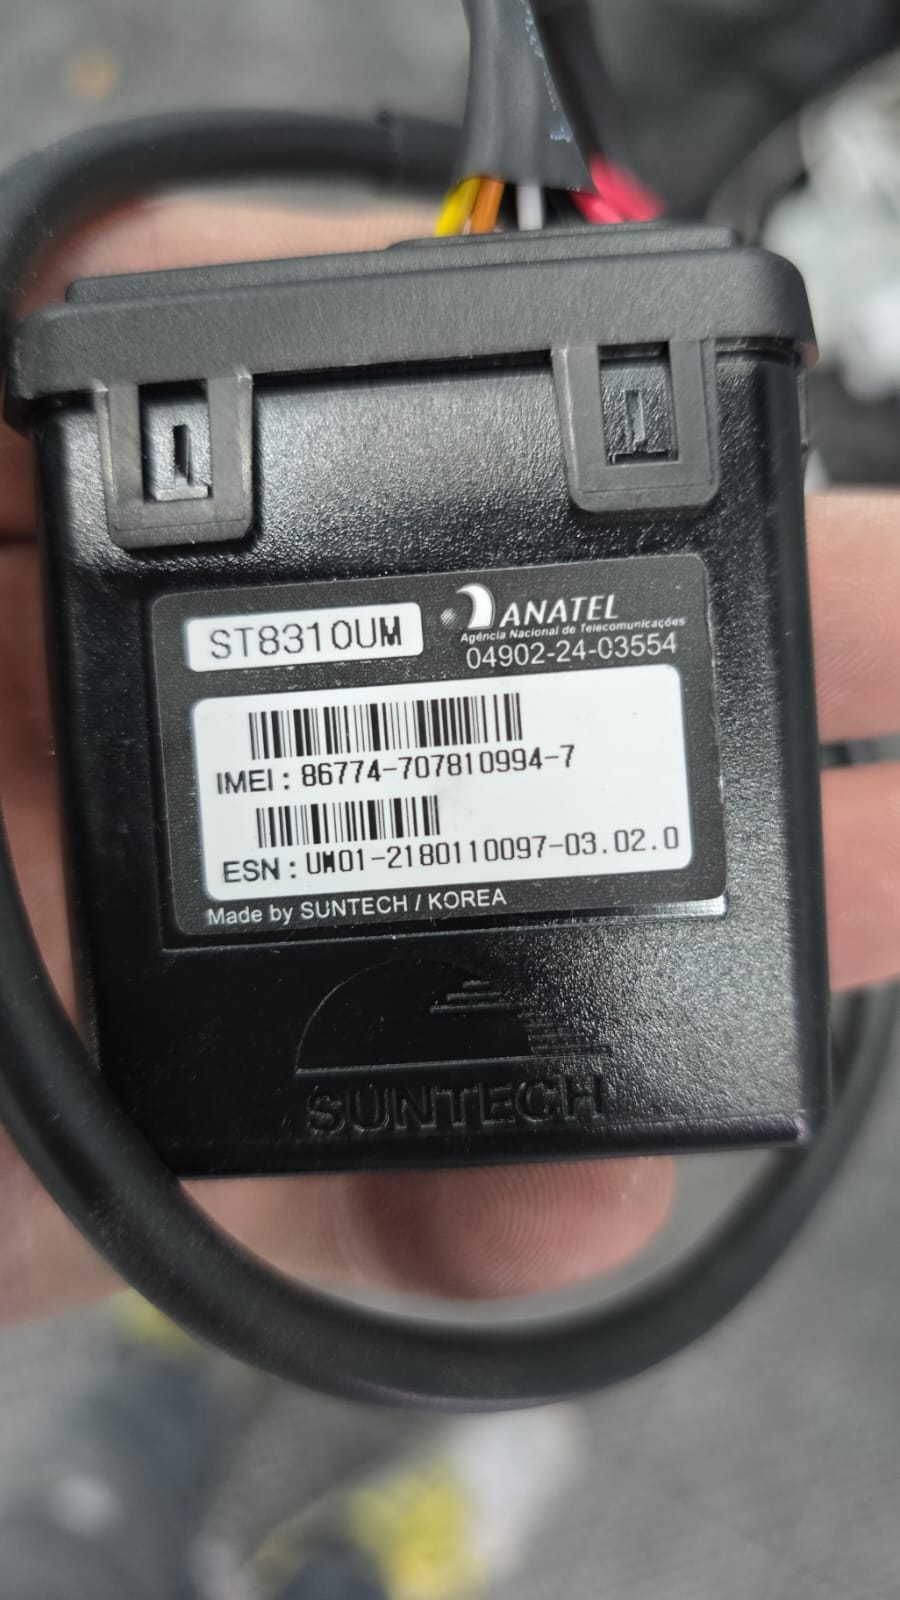 ST8310UM
ANATEL
Agência Nacional de Telecomunicações
04902-24-03554
IMEI : 86774-707810994-7
ESN : UW01-2180110097-03.02.0
Made by SUNTECH / KOREA
SUNTECH